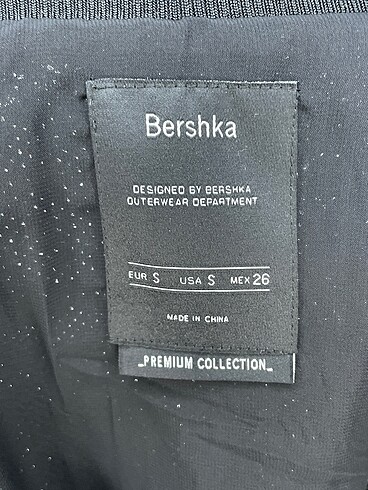 Bershka
DESIGNED BY BERSHKA
OUTERWEAR DEPARTMENT
EUR S USA S MEX 26
MADE IN CHINA
_PREMIUM COLLECTION_